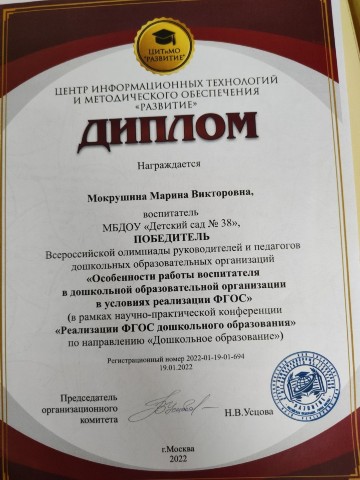 ЦИТиМО
"РАЗВИТИЕ"
ЦЕНТР ИНФОРМАЦИОННЫХ ТЕХНОЛОГИЙ
И МЕТОДИЧЕСКОГО ОБЕСПЕЧЕНИЯ
«РАЗВИТИЕ»
ДИПЛОМ
Награждается
Мокрушина Марина Викторовна,
воспитатель
МБДОУ «Детский сад № 38»,
ПОБЕДИТЕЛЬ
Всероссийской олимпиады руководителей и педагогов
дошкольных образовательных организаций
«Особенности работы воспитателя
в дошкольной образовательной организации
в условиях реализации ФГОС»
(в рамках научно-практической конференции
«Реализации ФГОС дошкольного образования»
по направлению «Дошкольное образование»)
Регистрационный номер 2022-01-19-01-694
19.01.2022
Председатель
организационного
комитета
Н.В.Усцова
РАЗВИТИЕ
г.Москва
2022